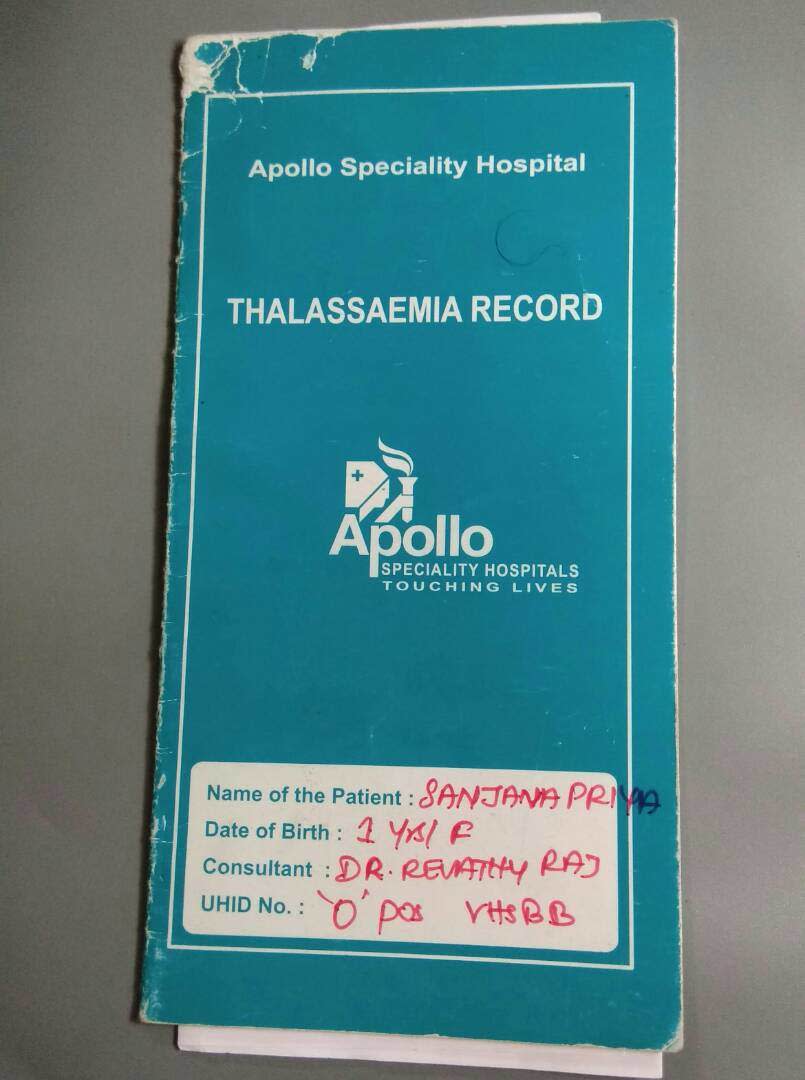 Apollo Speciality Hospital
THALASSAEMIA RECORD
Apollo
SPECIALITY HOSPITALS
TOUCHING LIVES
Name of the Patient : SANJANA PRIYA
Date of Birth : 1 Yrs/ F
Consultant : DR. REVATHY RAJ
UHID No. : 'O' pos VHSBB